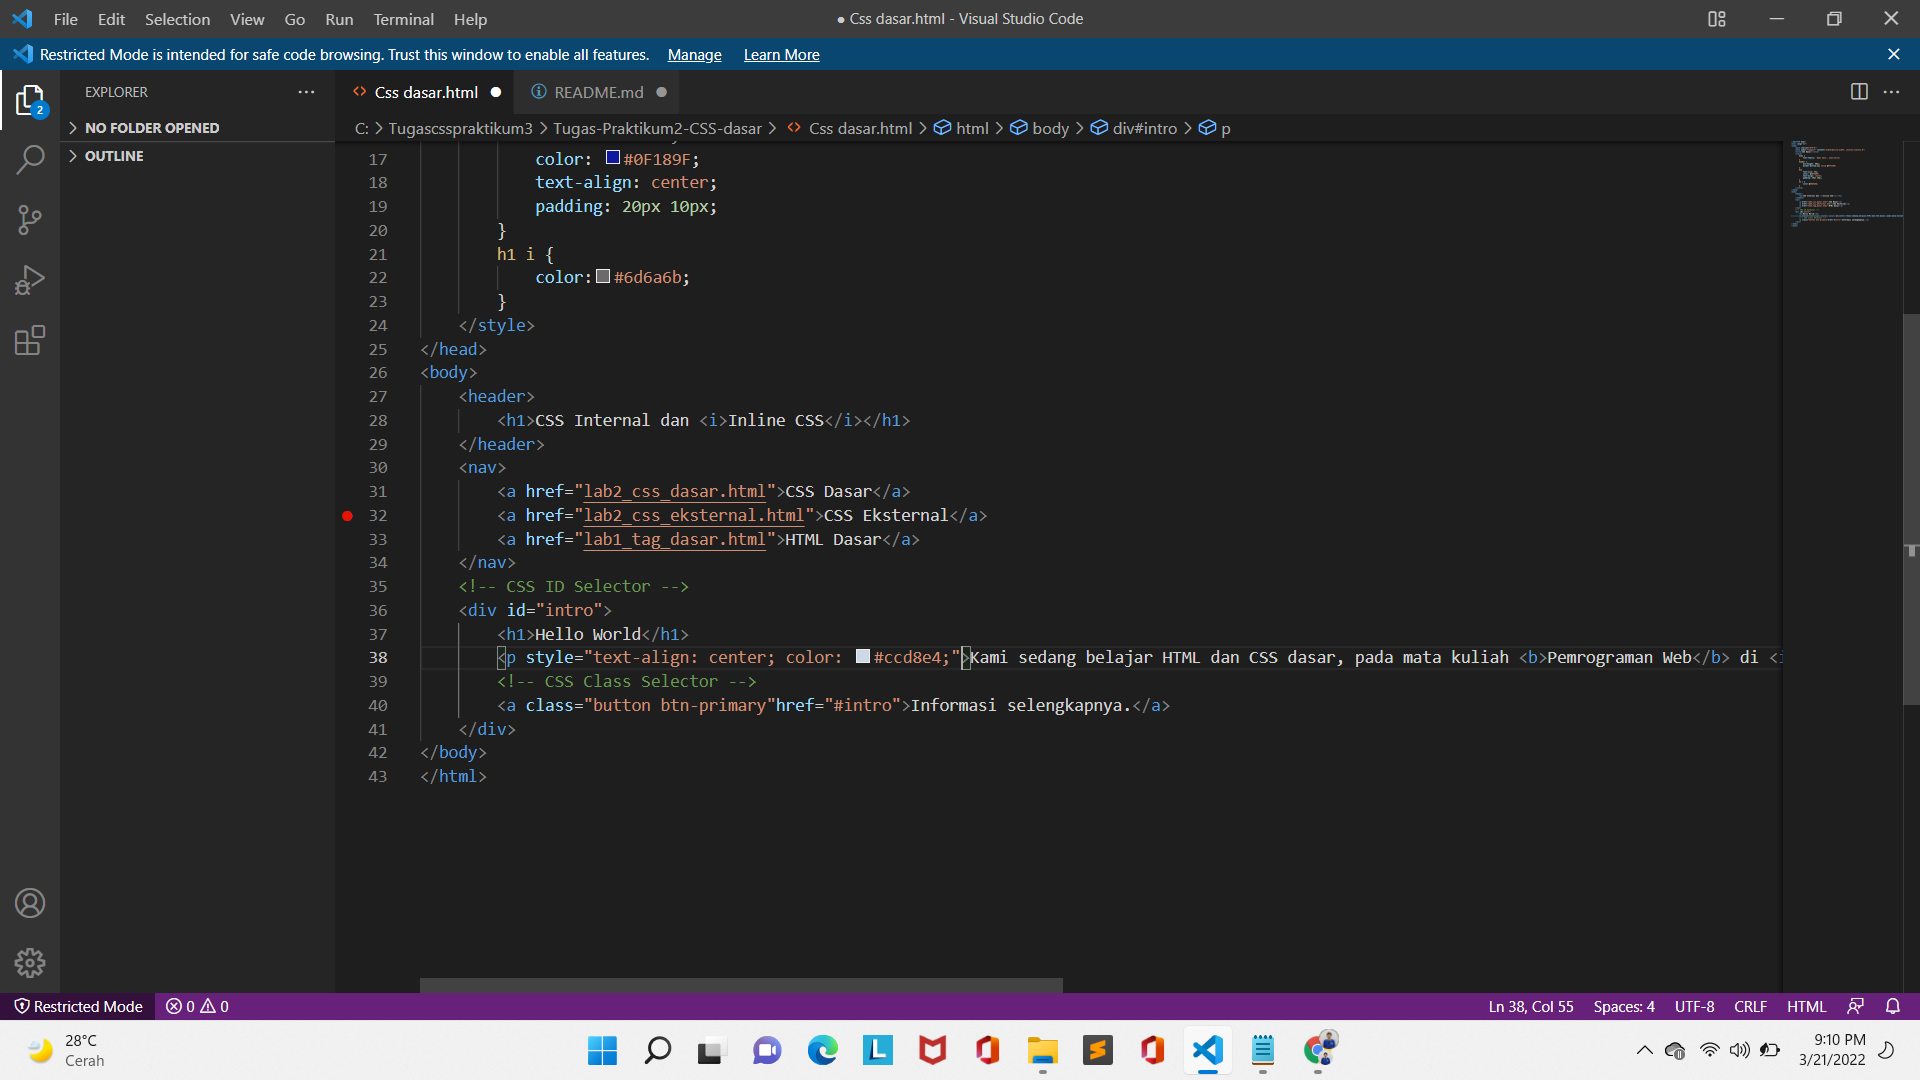 File Edit Selection View Go Run Terminal Help
● Css dasar.html - Visual Studio Code
Restricted Mode is intended for safe code browsing. Trust this window to enable all features. Manage Learn More
2
EXPLORER
NO FOLDER OPENED
OUTLINE
Css dasar.html
README.md
C: > Tugascsspraktikum3 > Tugas-Praktikum2-CSS-dasar > Css dasar.html > html > body > div#intro > p
17 color: #0F189F;
18 text-align: center;
19 padding: 20px 10px;
20 }
21 h1 i {
22 color: #6d6a6b;
23 }
24 </style>
25 </head>
26 <body>
27 <header>
28 <h1>CSS Internal dan <i>Inline CSS</i></h1>
29 </header>
30 <nav>
31 <a href="lab2_css_dasar.html">CSS Dasar</a>
32 <a href="lab2_css_eksternal.html">CSS Eksternal</a>
33 <a href="lab1_tag_dasar.html">HTML Dasar</a>
34 </nav>
35 <!-- CSS ID Selector -->
36 <div id="intro">
37 <h1>Hello World</h1>
38 <p style="text-align: center; color: #ccd8e4;">Kami sedang belajar HTML dan CSS dasar, pada mata kuliah <b>Pemrograman Web</b> di <i
39 <!-- CSS Class Selector -->
40 <a class="button btn-primary"href="#intro">Informasi selengkapnya.</a>
41 </div>
42 </body>
43 </html>
Restricted Mode 0 0
Ln 38, Col 55 Spaces: 4 UTF-8 CRLF HTML
28°C
Cerah
9:10 PM
3/21/2022